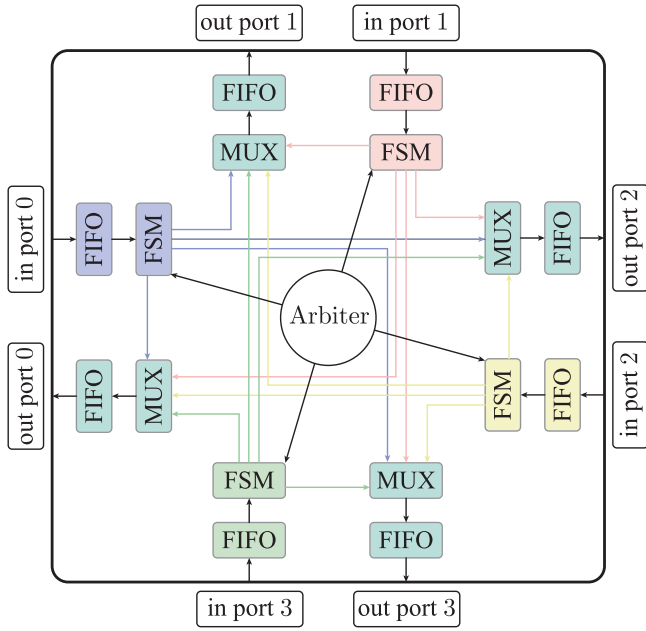 out port 1
in port 1
FIFO
FIFO
MUX
FSM
in port 0
FIFO
FSM
MUX
FIFO
out port 2
Arbiter
out port 0
FIFO
MUX
FSM
FIFO
in port 2
FSM
MUX
FIFO
FIFO
in port 3
out port 3